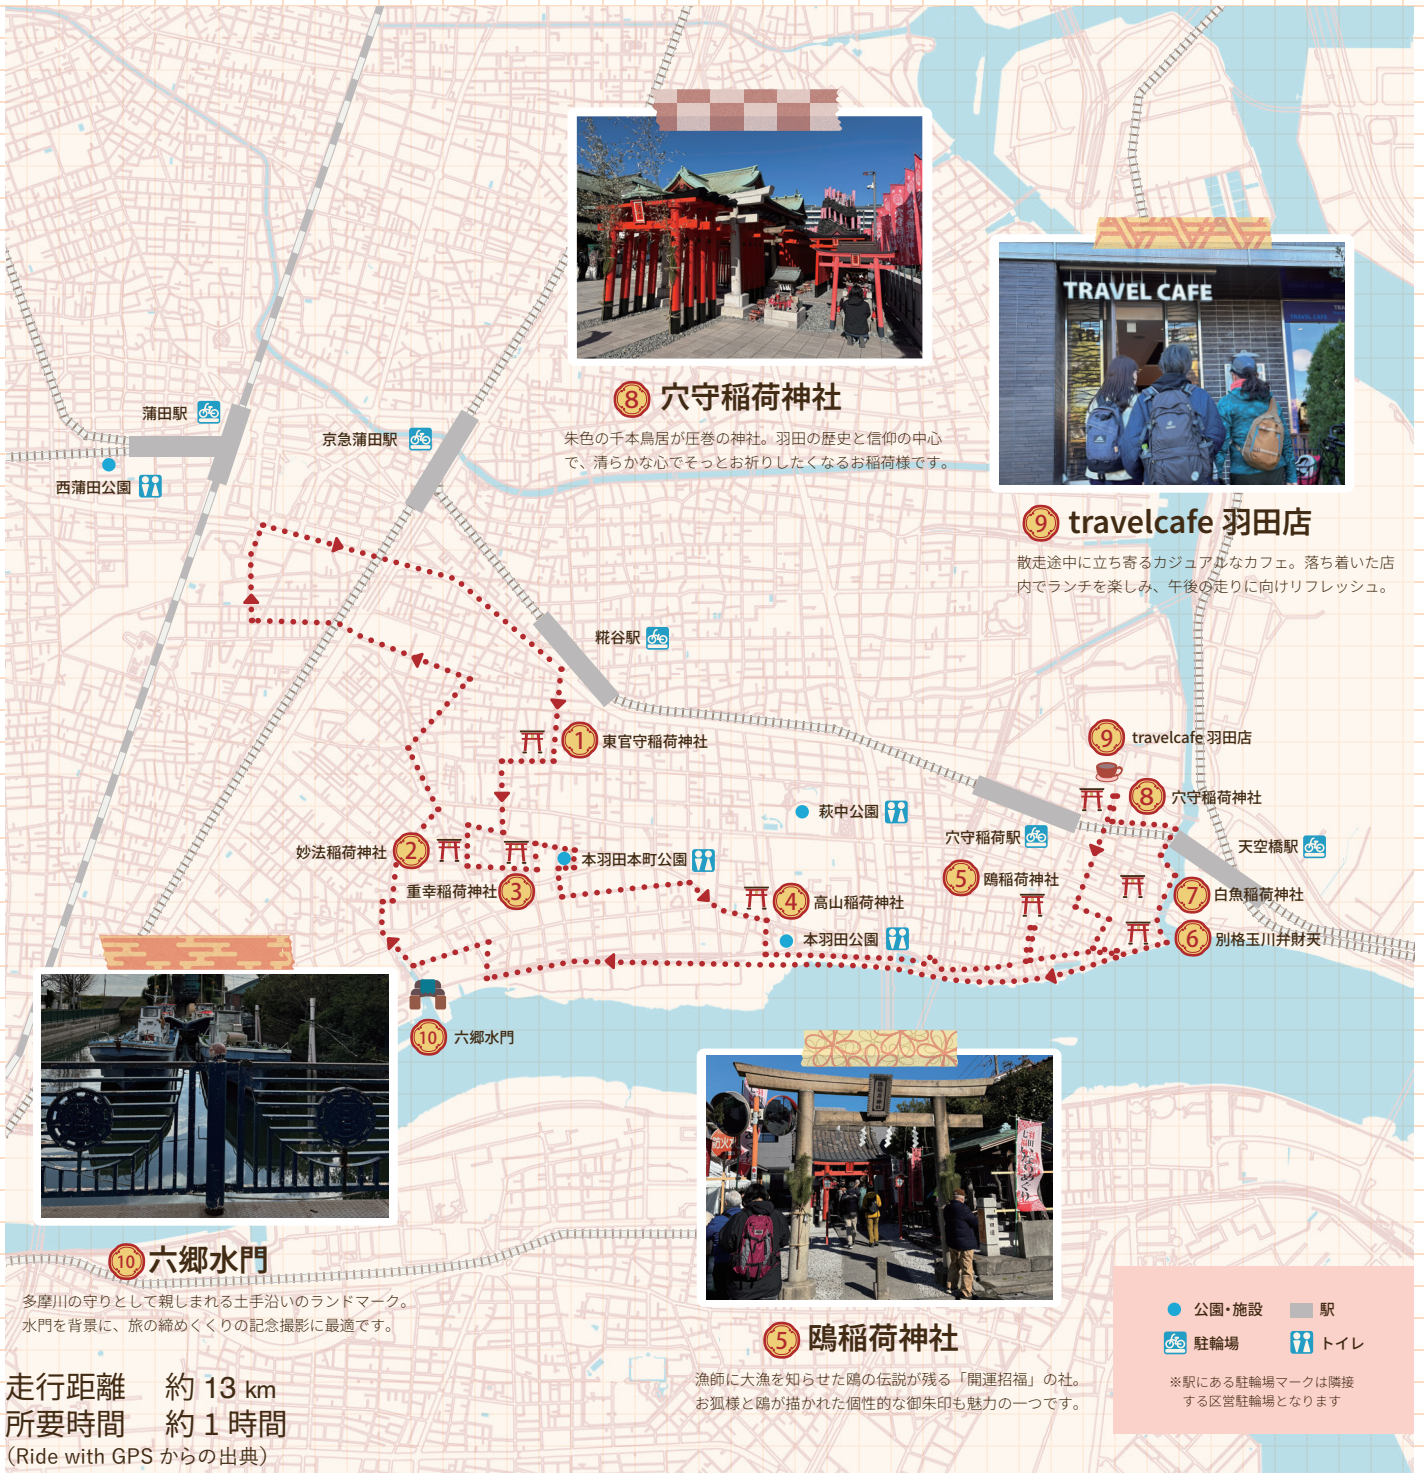 TRAVEL CAFE
8 穴守稲荷神社
朱色の千本鳥居が圧巻の神社。羽田の歴史と信仰の中心
で、清らかな心でそっとお祈りしたくなるお稲荷様です。
9 travelcafe 羽田店
散走途中に立ち寄るカジュアルなカフェ。落ち着いた店
内でランチを楽しみ、午後の走りに向けリフレッシュ。
蒲田駅
京急蒲田駅
西蒲田公園
糀谷駅
1 東官守稲荷神社
9 travelcafe 羽田店
8 穴守稲荷神社
萩中公園
穴守稲荷駅
天空橋駅
妙法稲荷神社 2
本羽田本町公園
重幸稲荷神社 3
5 鴎稲荷神社
4 高山稲荷神社
7 白魚稲荷神社
本羽田公園
6 別格玉川弁財天
10 六郷水門
10 六郷水門
多摩川の守りとして親しまれる土手沿いのランドマーク。
水門を背景に、旅の締めくくりの記念撮影に最適です。
5 鴎稲荷神社
漁師に大漁を知らせた鴎の伝説が残る「開運招福」の社。
お狐様と鴎が描かれた個性的な御朱印も魅力の一つです。
走行距離 約 13 km
所要時間 約 1 時間
(Ride with GPS からの出典)
公園・施設 駅
駐輪場 トイレ
※駅にある駐輪場マークは隣接
する区営駐輪場となります